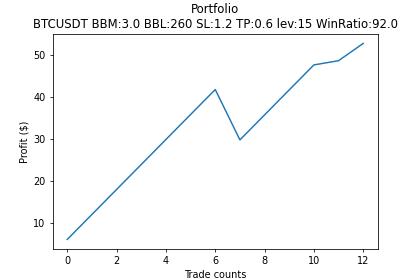 Portfolio
BTCUSDT BBM:3.0 BBL:260 SL:1.2 TP:0.6 lev:15 WinRatio:92.0
50
40
30
20
10
Profit ($)
0 2 4 6 8 10 12
Trade counts